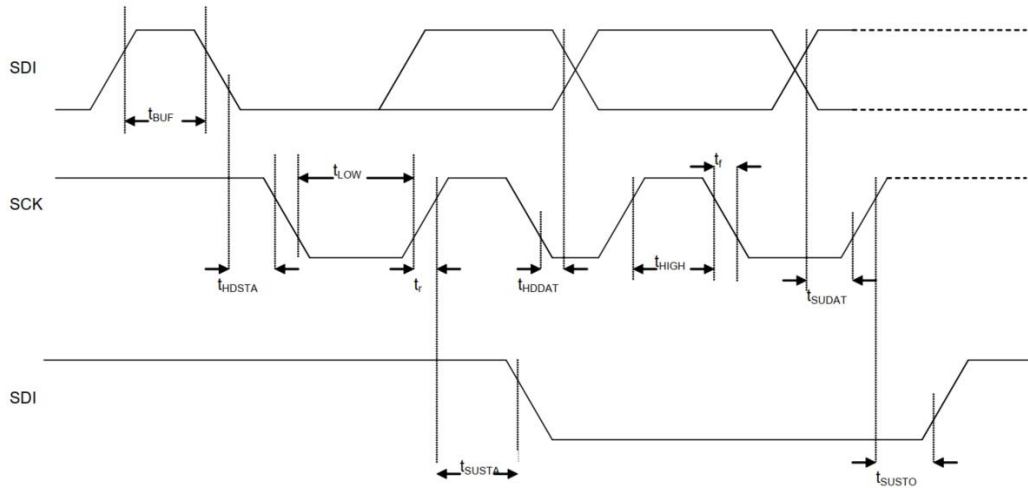 SDI
tBUF
tLOW
tf
SCK
tHDSTA
tr
tHDDAT
tHIGH
tSUDAT
SDI
tSUSTA
tSUSTO